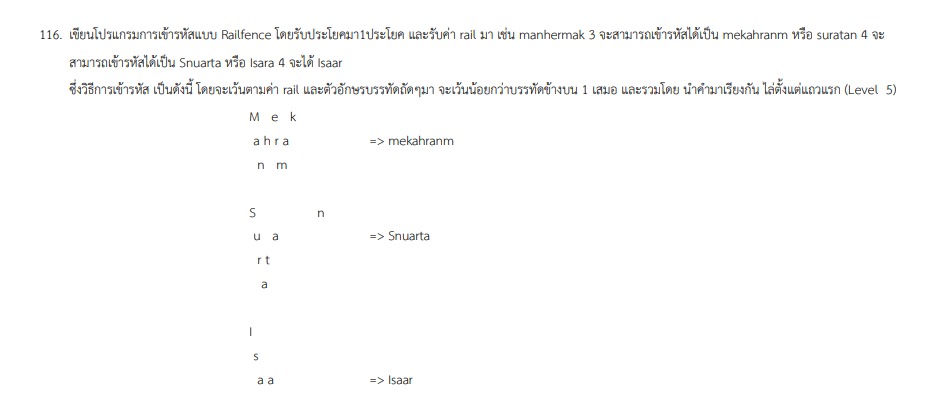 116. เขียนโปรแกรมการเข้ารหัสแบบ Railfence โดยรับประโยคมา1ประโยค และรับค่า rail มา เช่น manhermak 3 จะสามารถเข้ารหัสได้เป็น mekahranm หรือ suratan 4 จะ
สามารถเข้ารหัสได้เป็น Snuarta หรือ Isara 4 จะได้ Isaar
ซึ่งวิธีการเข้ารหัส เป็นดังนี้ โดยจะเว้นตามค่า rail และตัวอักษรบรรทัดถัดๆมา จะเว้นน้อยกว่าบรรทัดข้างบน 1 เสมอ และรวมโดย นำคำมาเรียงกัน ไล่ตั้งแต่แถวแรก (Level 5)
M e k
a h r a => mekahranm
n m
S n
u a => Snuarta
r t
a
I
s
a a => Isaar